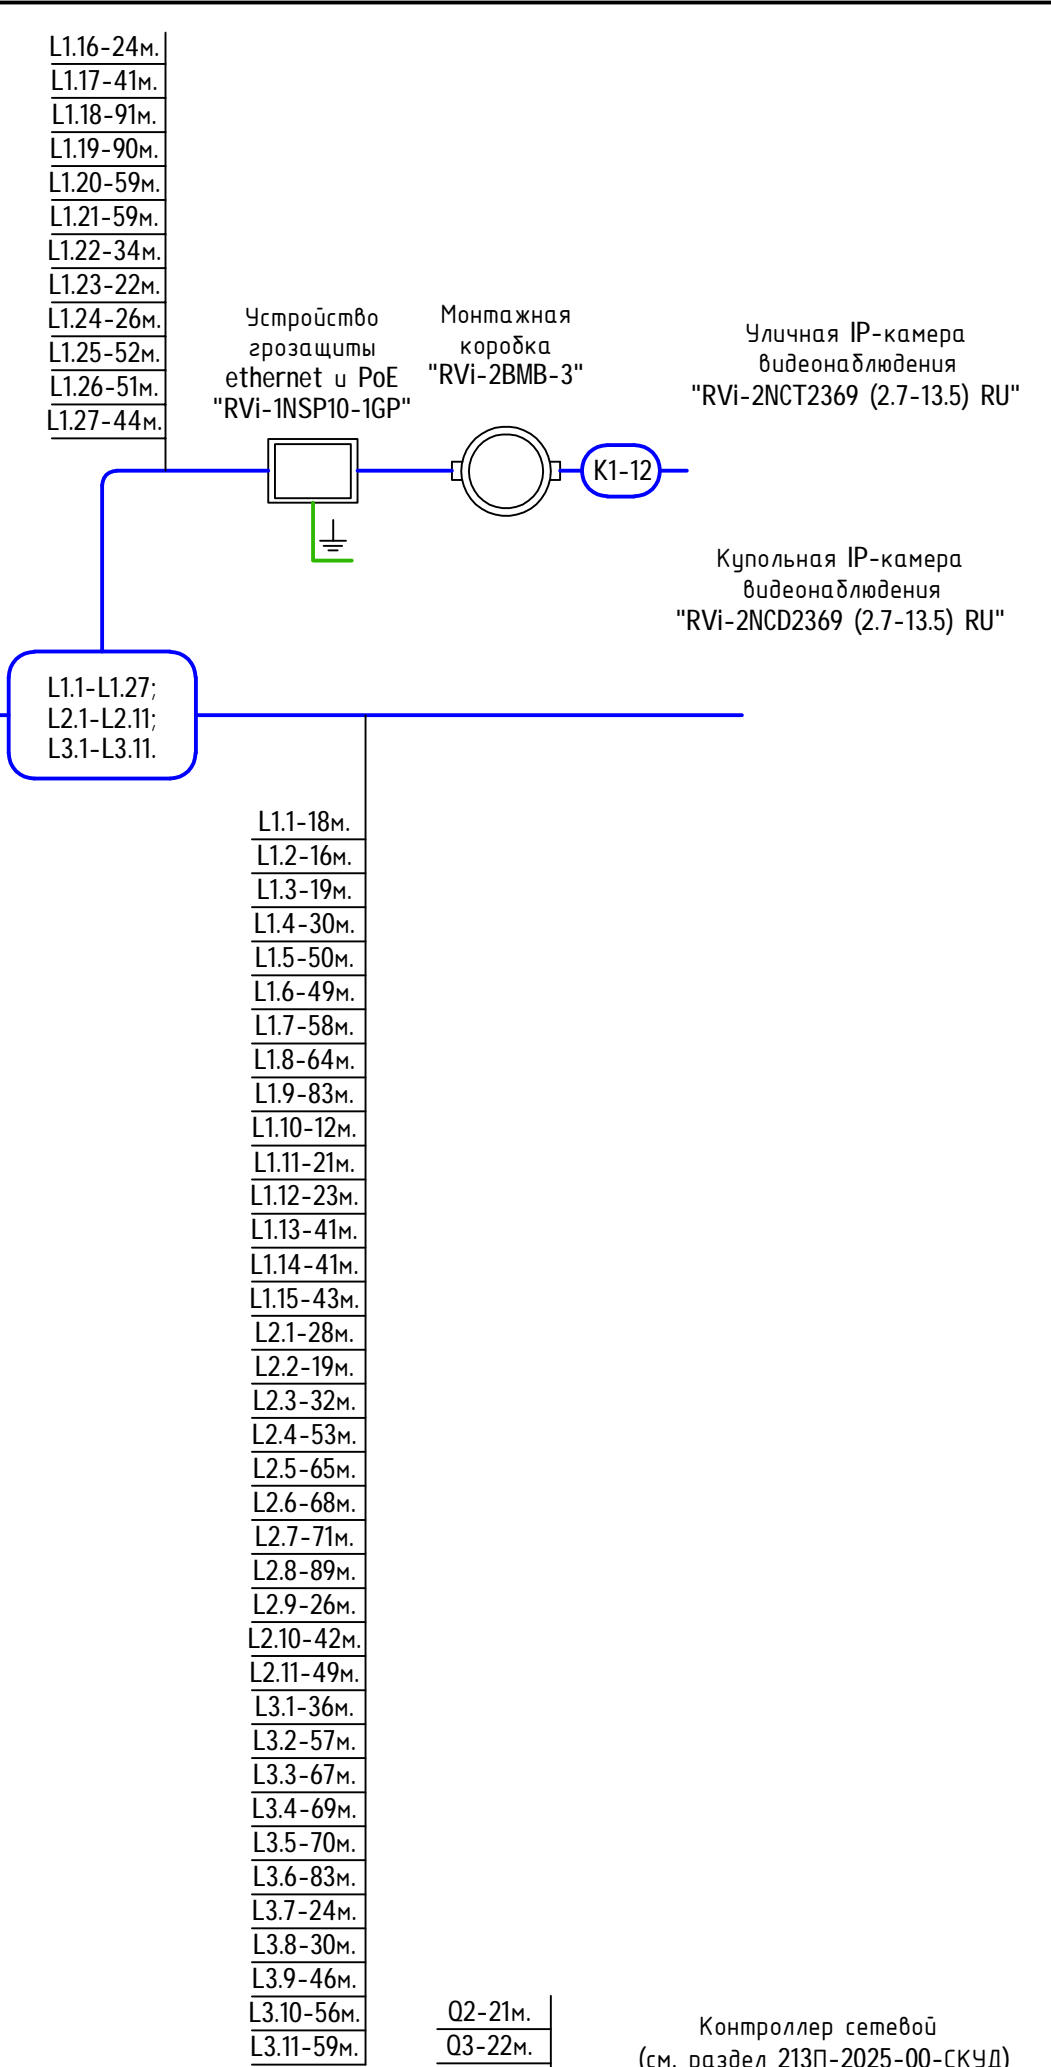 L1.16-24м.
L1.17-41м.
L1.18-91м.
L1.19-90м.
L1.20-59м.
L1.21-59м.
L1.22-34м.
L1.23-22м.
L1.24-26м.
L1.25-52м.
L1.26-51м.
L1.27-44м.
Устройство
грозащиты
ethernet и PoE
"RVi-1NSP10-1GP"
Монтажная
коробка
"RVi-2BMB-3"
Уличная IP-камера
видеонаблюдения
"RVi-2NCT2369 (2.7-13.5) RU"
К1-12
Купольная IP-камера
видеонаблюдения
"RVi-2NCD2369 (2.7-13.5) RU"
L1.1-L1.27;
L2.1-L2.11;
L3.1-L3.11.
L1.1-18м.
L1.2-16м.
L1.3-19м.
L1.4-30м.
L1.5-50м.
L1.6-49м.
L1.7-58м.
L1.8-64м.
L1.9-83м.
L1.10-12м.
L1.11-21м.
L1.12-23м.
L1.13-41м.
L1.14-41м.
L1.15-43м.
L2.1-28м.
L2.2-19м.
L2.3-32м.
L2.4-53м.
L2.5-65м.
L2.6-68м.
L2.7-71м.
L2.8-89м.
L2.9-26м.
L2.10-42м.
L2.11-49м.
L3.1-36м.
L3.2-57м.
L3.3-67м.
L3.4-69м.
L3.5-70м.
L3.6-83м.
L3.7-24м.
L3.8-30м.
L3.9-46м.
L3.10-56м.
L3.11-59м.
Q2-21м.
Q3-22м.
Контроллер сетевой
(см. раздел 213П-2025-00-СКУД)